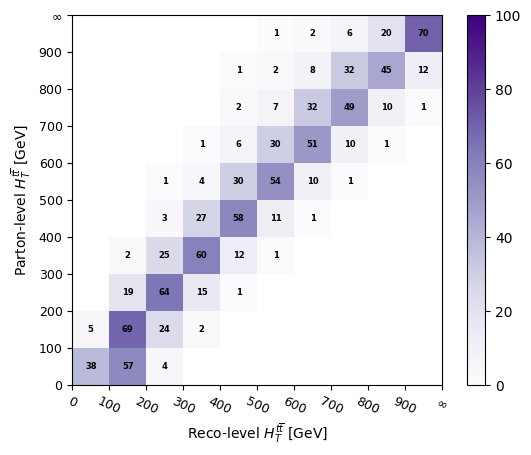 ∞
1 2 6 20 70
900
1 2 8 32 45 12
800
2 7 32 49 10 1
700
1 6 30 51 10 1
600
1 4 30 54 10 1
500
3 27 58 11 1
400
2 25 60 12 1
300
19 64 15 1
200
5 69 24 2
100
38 57 4
0
0 100 200 300 400 500 600 700 800 900 ∞
Reco-level $H_T^{t\bar{t}}$ [GeV]
Parton-level $H_T^{t\bar{t}}$ [GeV]
100
80
60
40
20
0